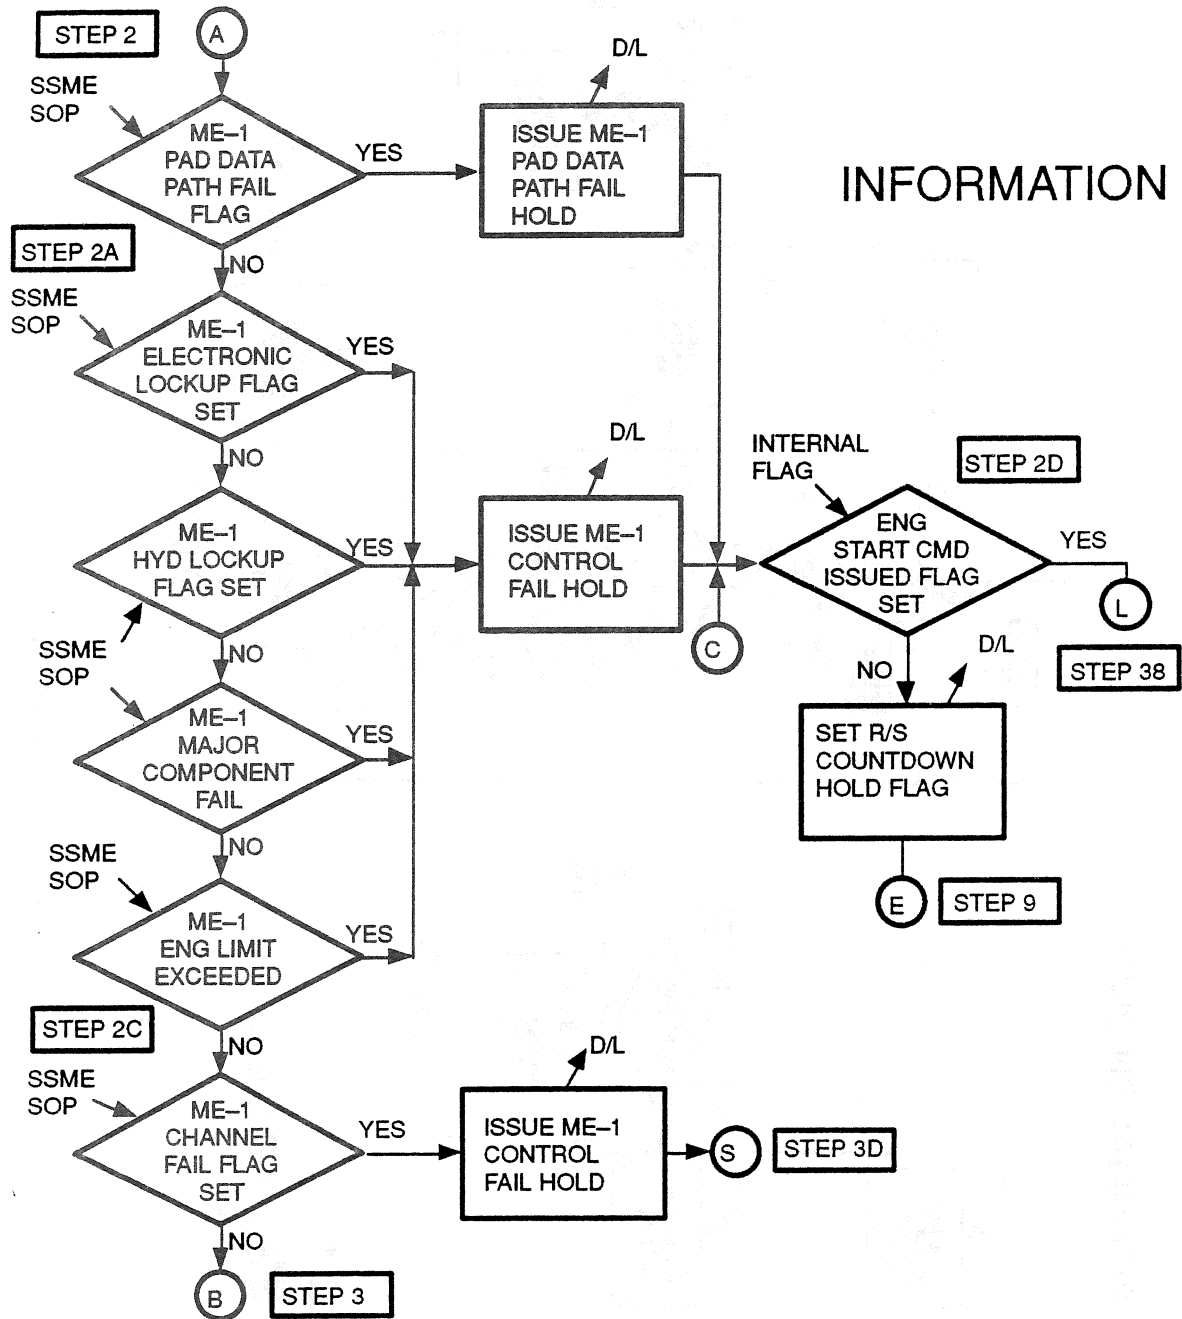 STEP 2
A
D/L
SSME
SOP
ME–1
PAD DATA
PATH FAIL
FLAG
YES
ISSUE ME–1
PAD DATA
PATH FAIL
HOLD
INFORMATION
STEP 2A
NO
SSME
SOP
ME–1
ELECTRONIC
LOCKUP FLAG
SET
YES
NO
D/L
INTERNAL
FLAG
STEP 2D
ME–1
HYD LOCKUP
FLAG SET
YES
ISSUE ME–1
CONTROL
FAIL HOLD
ENG
START CMD
ISSUED FLAG
SET
YES
L
STEP 38
C
SSME
SOP
NO
NO
D/L
ME–1
MAJOR
COMPONENT
FAIL
YES
SET R/S
COUNTDOWN
HOLD FLAG
NO
E
STEP 9
SSME
SOP
ME–1
ENG LIMIT
EXCEEDED
YES
STEP 2C
NO
D/L
SSME
SOP
ME–1
CHANNEL
FAIL FLAG
SET
YES
ISSUE ME–1
CONTROL
FAIL HOLD
S
STEP 3D
NO
B
STEP 3